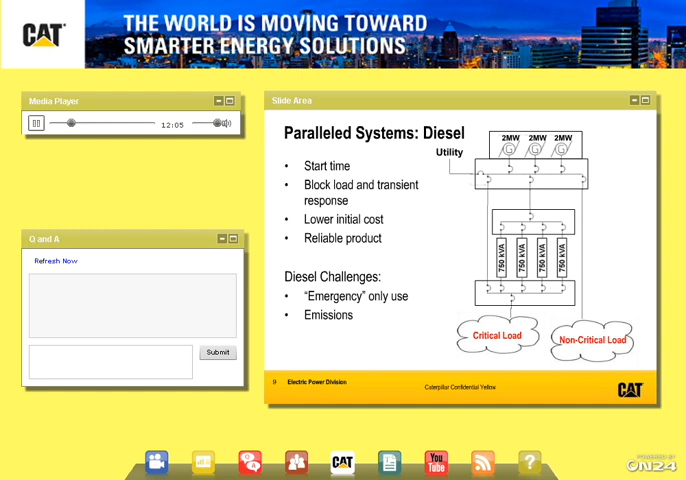 CAT
THE WORLD IS MOVING TOWARD
SMARTER ENERGY SOLUTIONS
Media Player
12:05
Q and A
Refresh Now
Submit
Slide Area
Paralleled Systems: Diesel
• Start time
• Block load and transient
response
• Lower initial cost
• Reliable product
Diesel Challenges:
• “Emergency” only use
• Emissions
Utility
2MW 2MW 2MW
G G G
750 kVA 750 kVA 750 kVA 750 kVA
Critical Load
Non-Critical Load
9 Electric Power Division
Caterpillar Confidential Yellow
CAT
Q A
CAT
You
Tube
?
POWERED BY
ON24